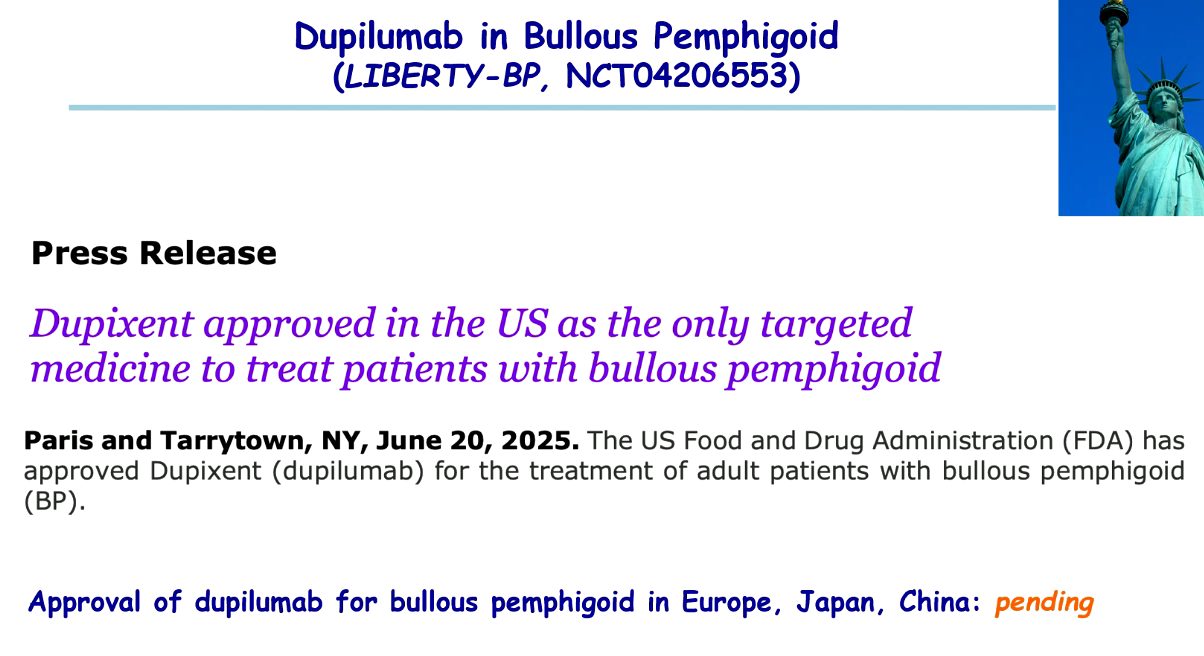 Dupilumab in Bullous Pemphigoid
(LIBERTY-BP, NCT04206553)
Press Release
Dupixent approved in the US as the only targeted
medicine to treat patients with bullous pemphigoid
Paris and Tarrytown, NY, June 20, 2025. The US Food and Drug Administration (FDA) has
approved Dupixent (dupilumab) for the treatment of adult patients with bullous pemphigoid
(BP).
Approval of dupilumab for bullous pemphigoid in Europe, Japan, China: pending